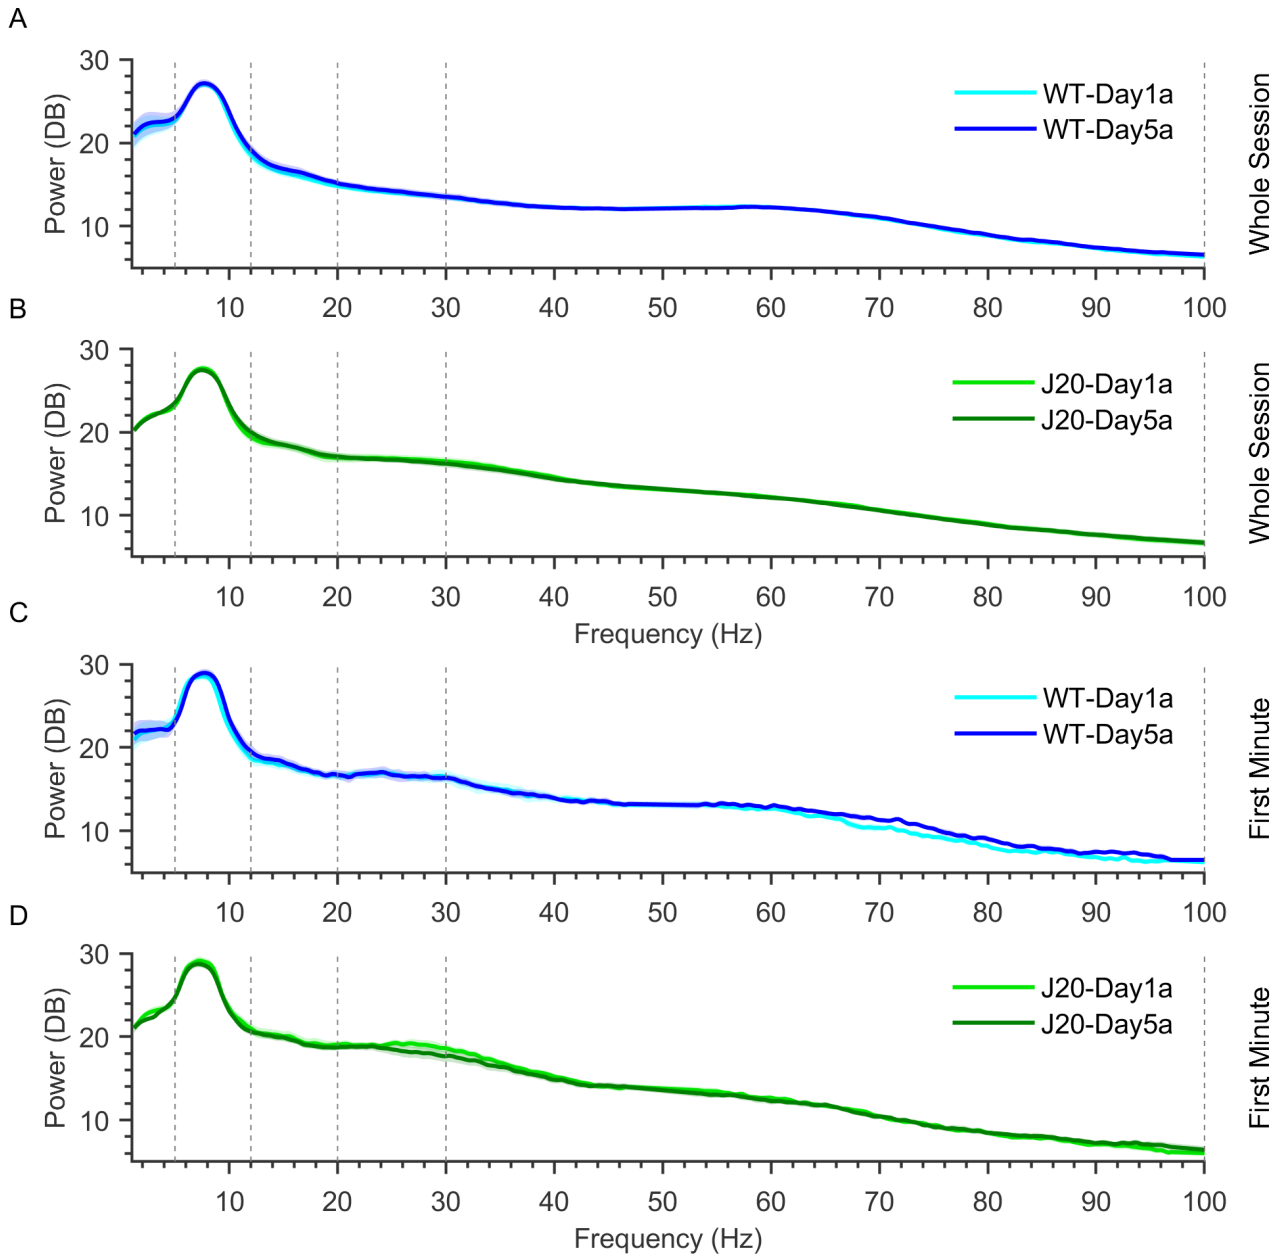 A
30
20
10
Power (DB)
WT-Day1a
WT-Day5a
Whole Session
10 20 30 40 50 60 70 80 90 100
B
30
20
10
Power (DB)
J20-Day1a
J20-Day5a
Whole Session
10 20 30 40 50 60 70 80 90 100
Frequency (Hz)
C
30
20
10
Power (DB)
WT-Day1a
WT-Day5a
First Minute
10 20 30 40 50 60 70 80 90 100
D
30
20
10
Power (DB)
J20-Day1a
J20-Day5a
First Minute
10 20 30 40 50 60 70 80 90 100
Frequency (Hz)